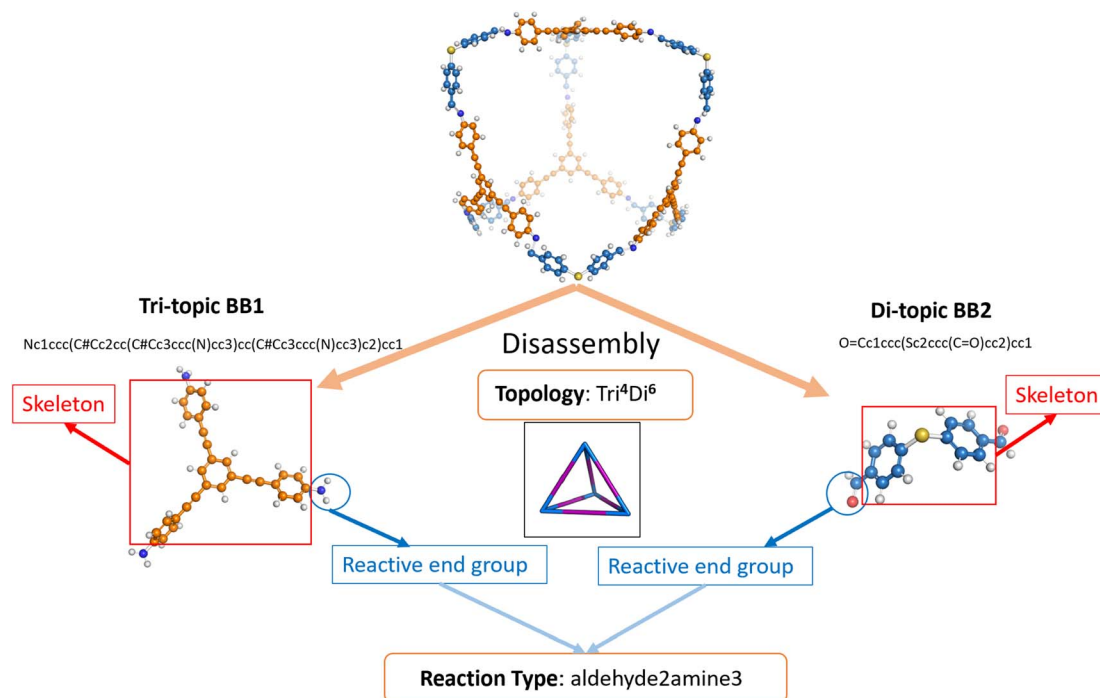 Tri-topic BB1
Nc1ccc(C#Cc2cc(C#Cc3ccc(N)cc3)cc(C#Cc3ccc(N)cc3)c2)cc1
Di-topic BB2
O=Cc1ccc(Sc2ccc(C=O)cc2)cc1
Disassembly
Topology: Tri⁴Di⁶
Skeleton
Skeleton
Reactive end group
Reactive end group
Reaction Type: aldehyde2amine3